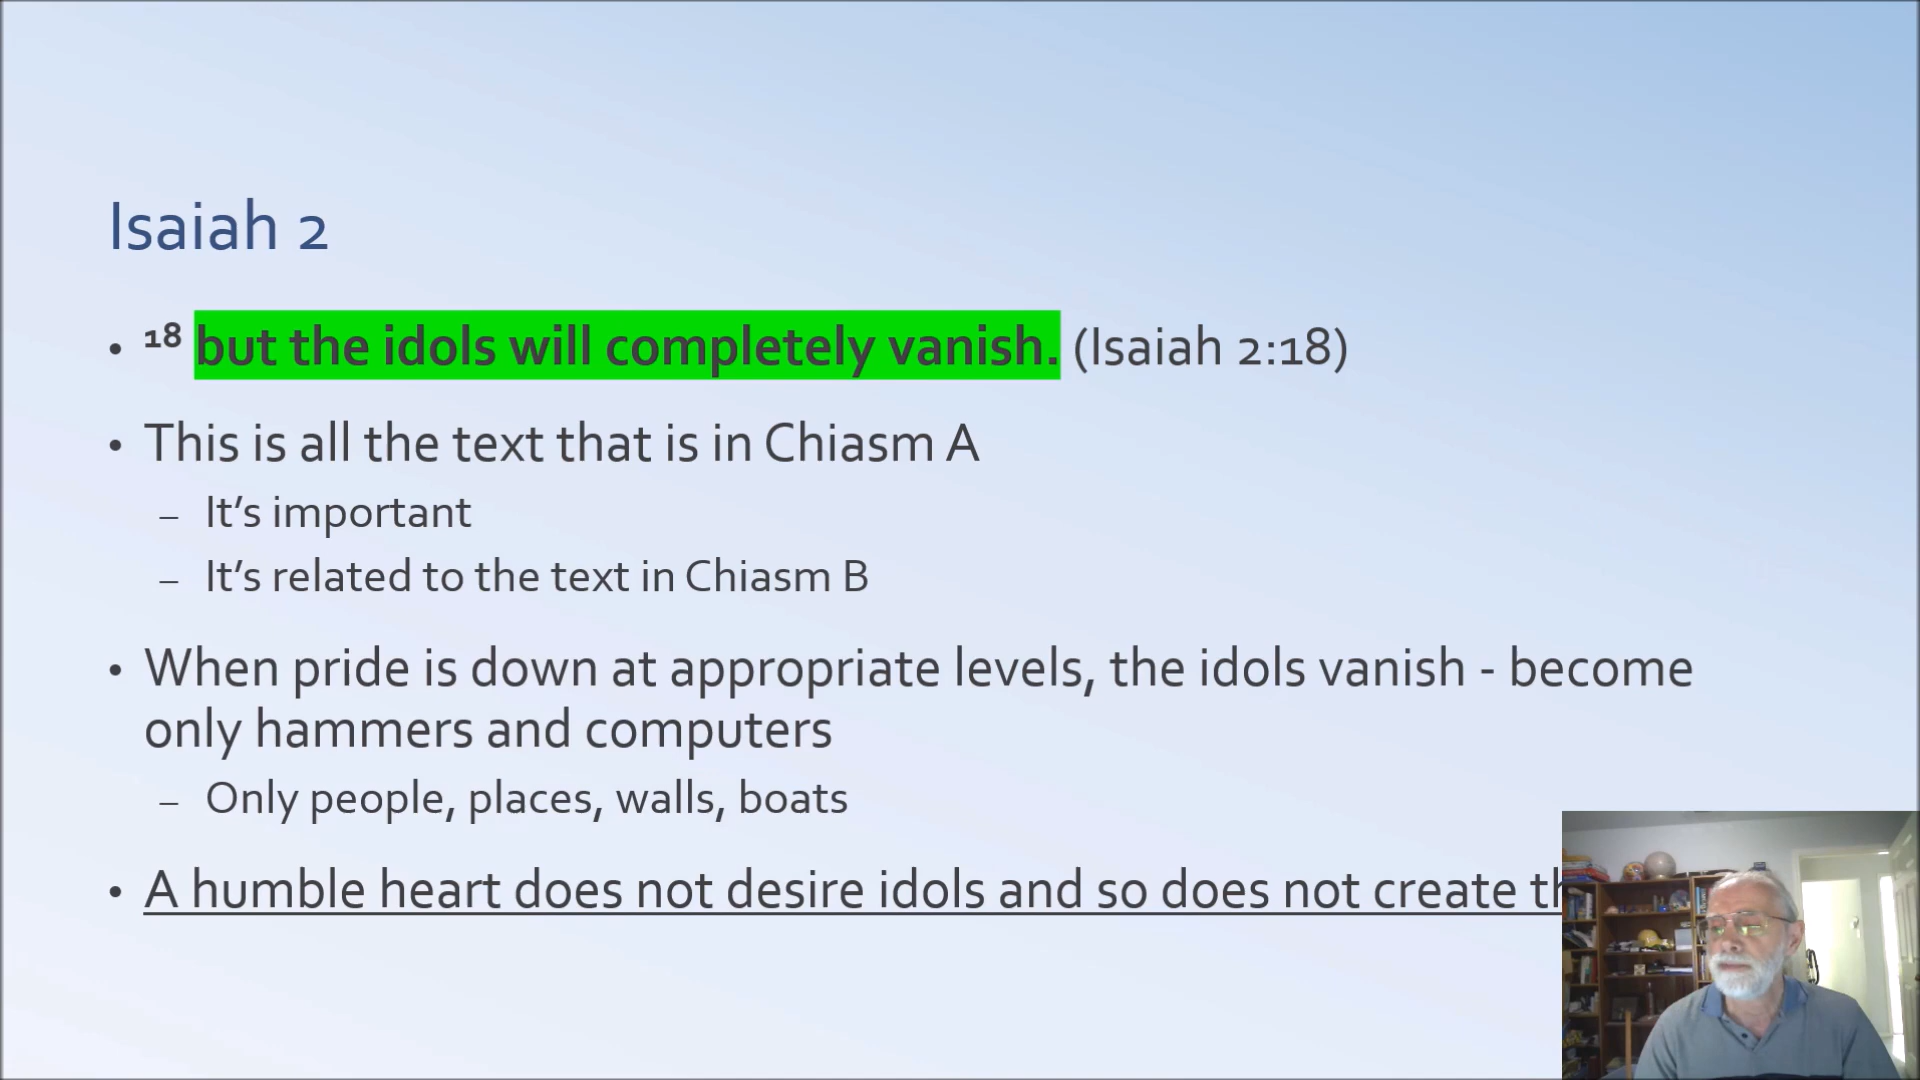 Isaiah 2
• 18 but the idols will completely vanish. (Isaiah 2:18)
• This is all the text that is in Chiasm A
– It’s important
– It’s related to the text in Chiasm B
• When pride is down at appropriate levels, the idols vanish - become
only hammers and computers
– Only people, places, walls, boats
• A humble heart does not desire idols and so does not create